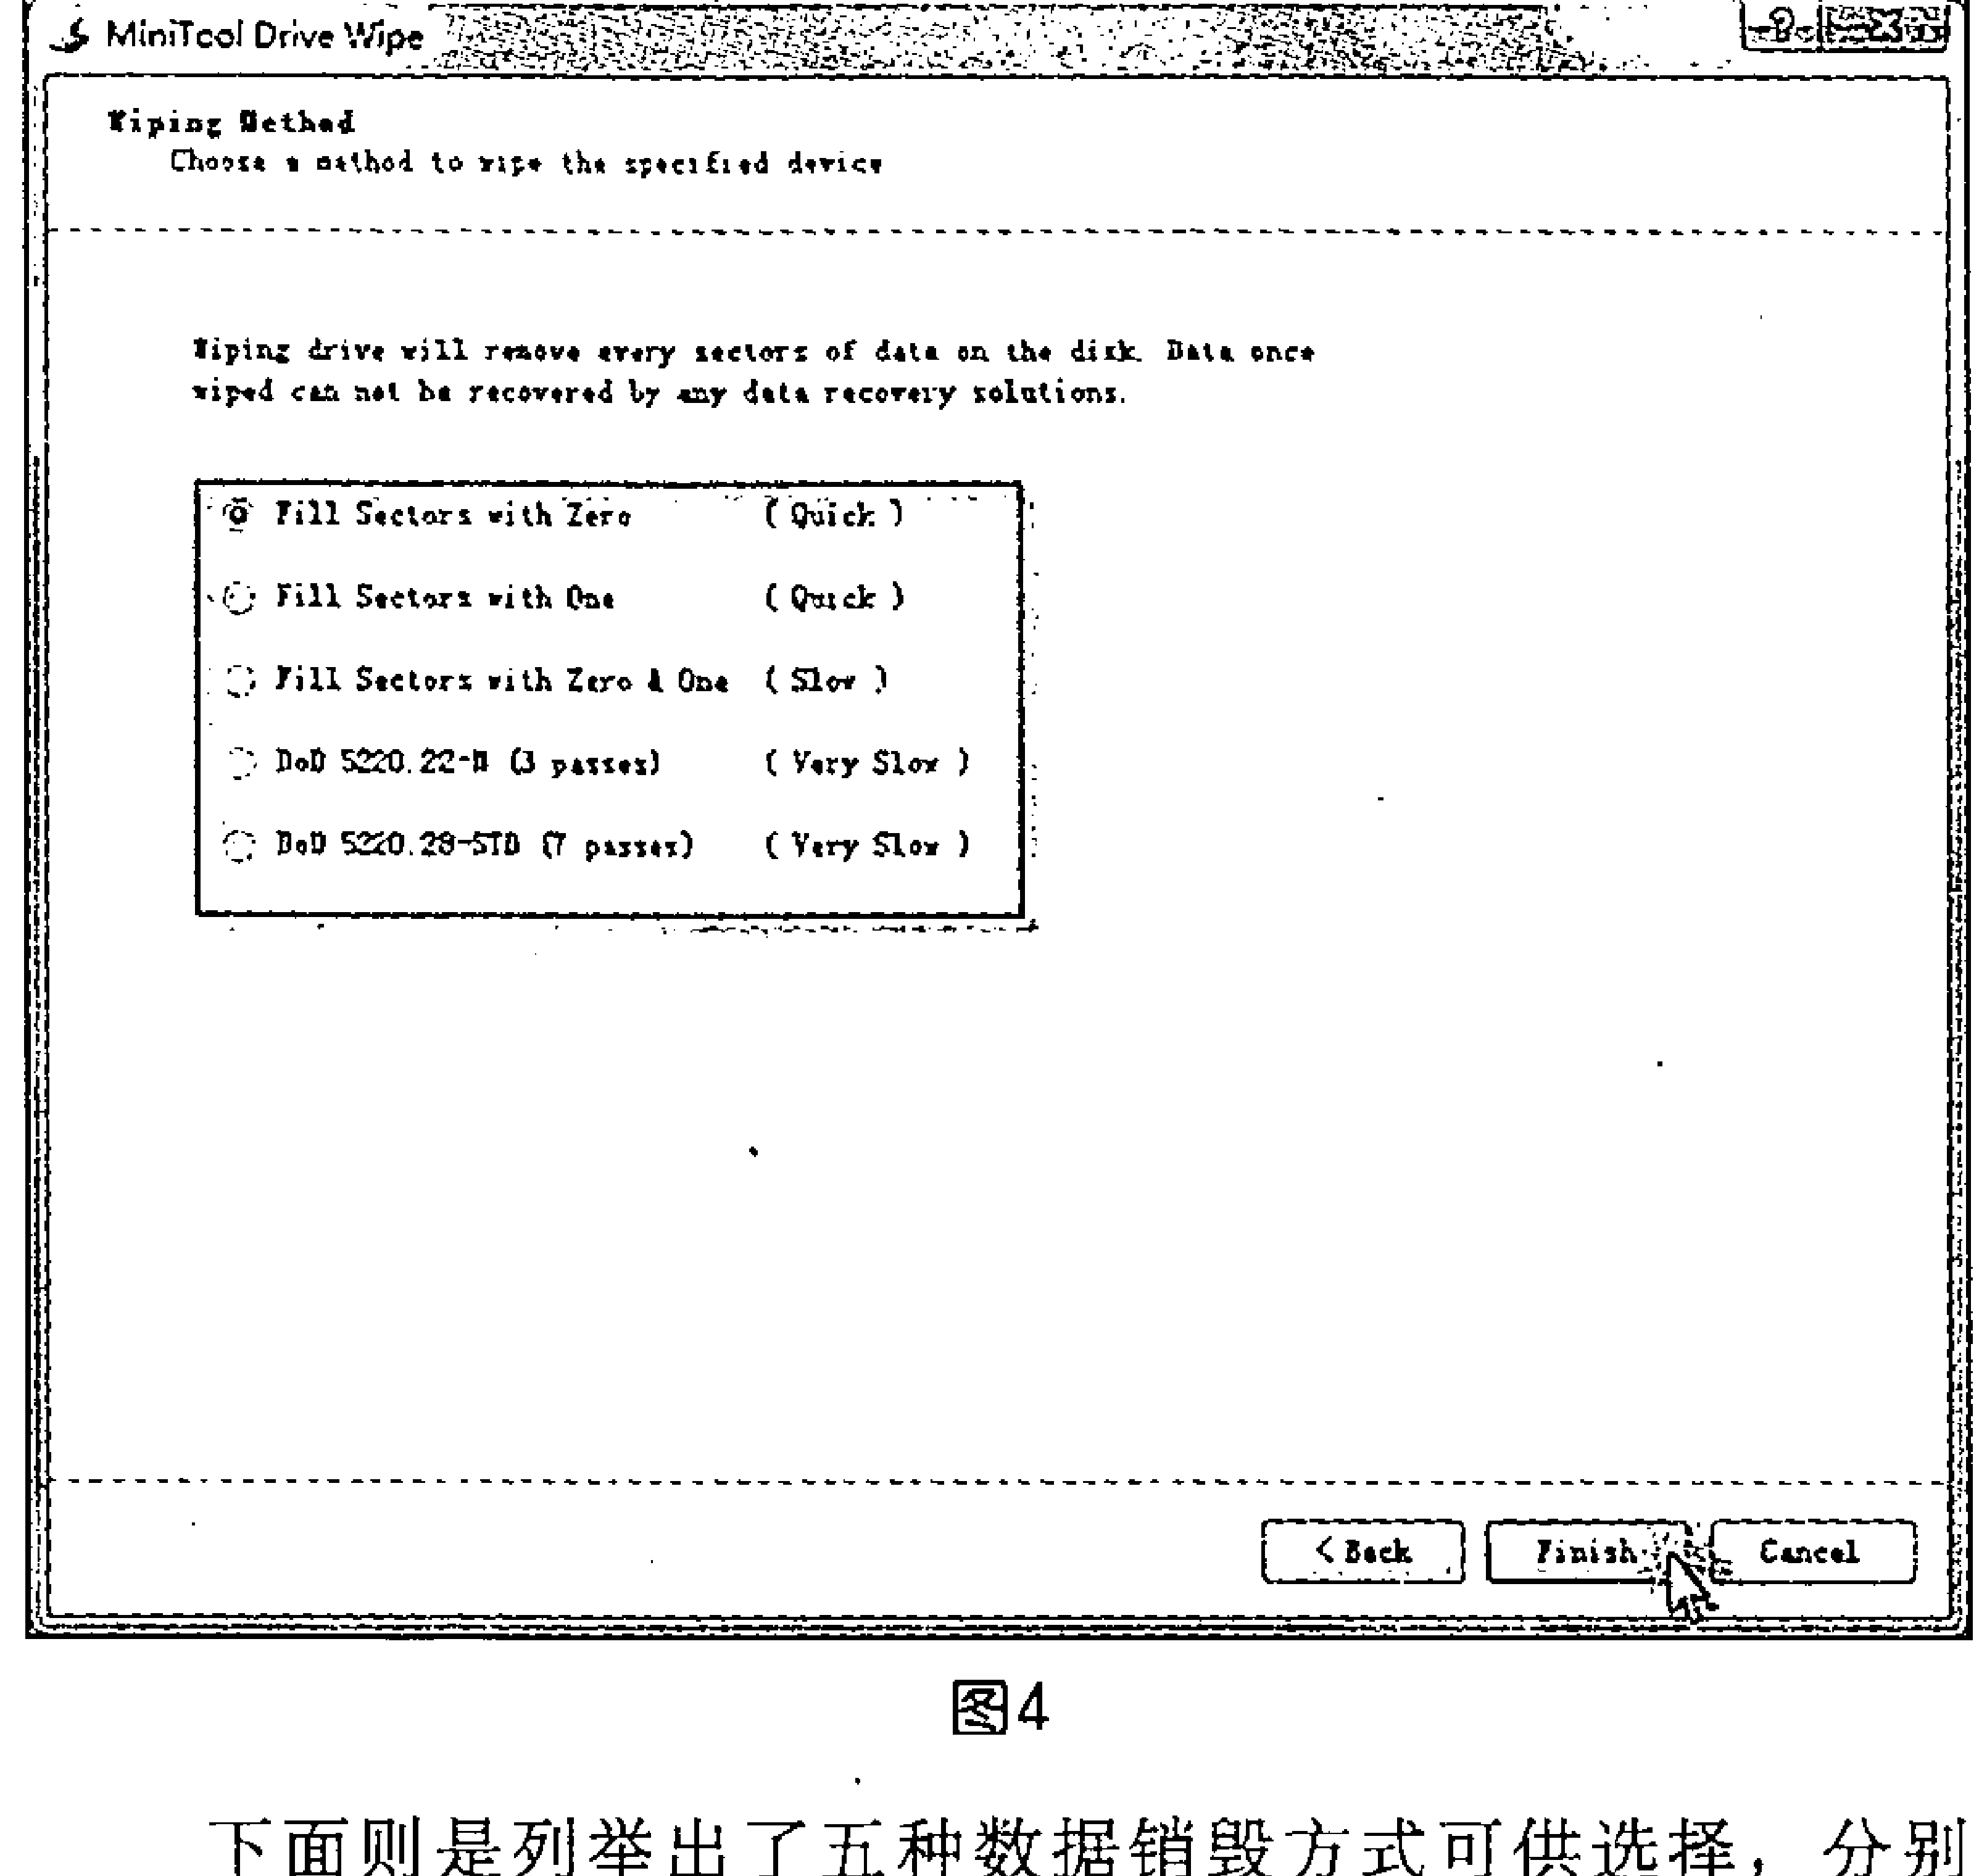 MiniTool Drive Wipe
Wiping Method
Choose a method to wipe the specified device
Wiping drive will remove every sectors of data on the disk. Data once
wiped can not be recovered by any data recovery solutions.
Fill Sectors with Zero ( Quick )
Fill Sectors with One ( Quick )
Fill Sectors with Zero & One ( Slow )
DoD 5220.22-M (3 passes) ( Very Slow )
DoD 5220.28-STD (7 passes) ( Very Slow )
< Back Finish Cancel
图4
下面则是列举出了五种数据销毁方式可供选择，分别